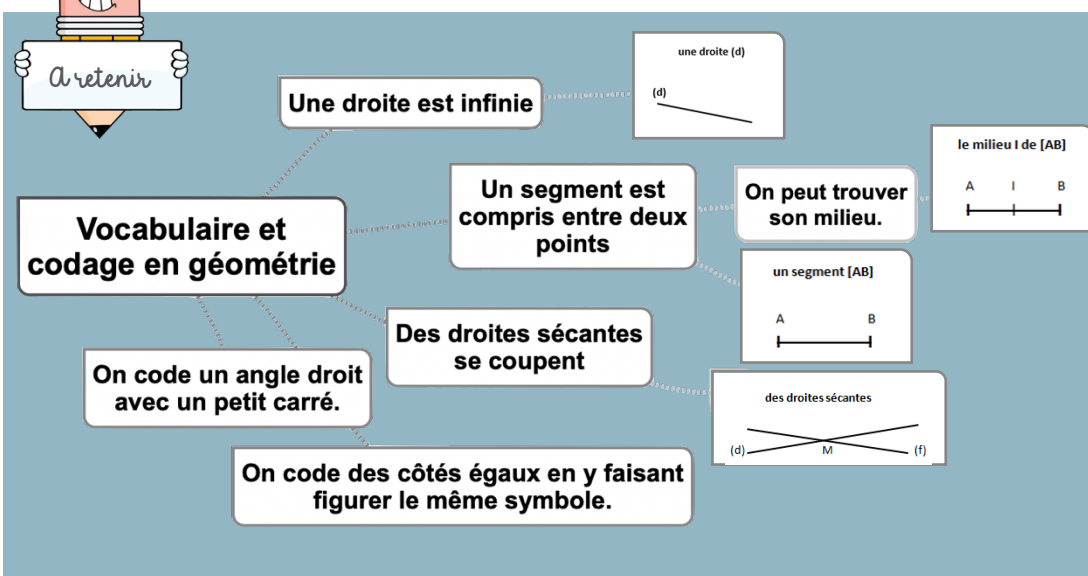 A retenir
une droite (d)
(d)
Une droite est infinie
le milieu I de [AB]
A I B
Un segment est
compris entre deux
points
On peut trouver
son milieu.
Vocabulaire et
codage en géométrie
un segment [AB]
A B
Des droites sécantes
se coupent
On code un angle droit
avec un petit carré.
des droites sécantes
(d) M (f)
On code des côtés égaux en y faisant
figurer le même symbole.